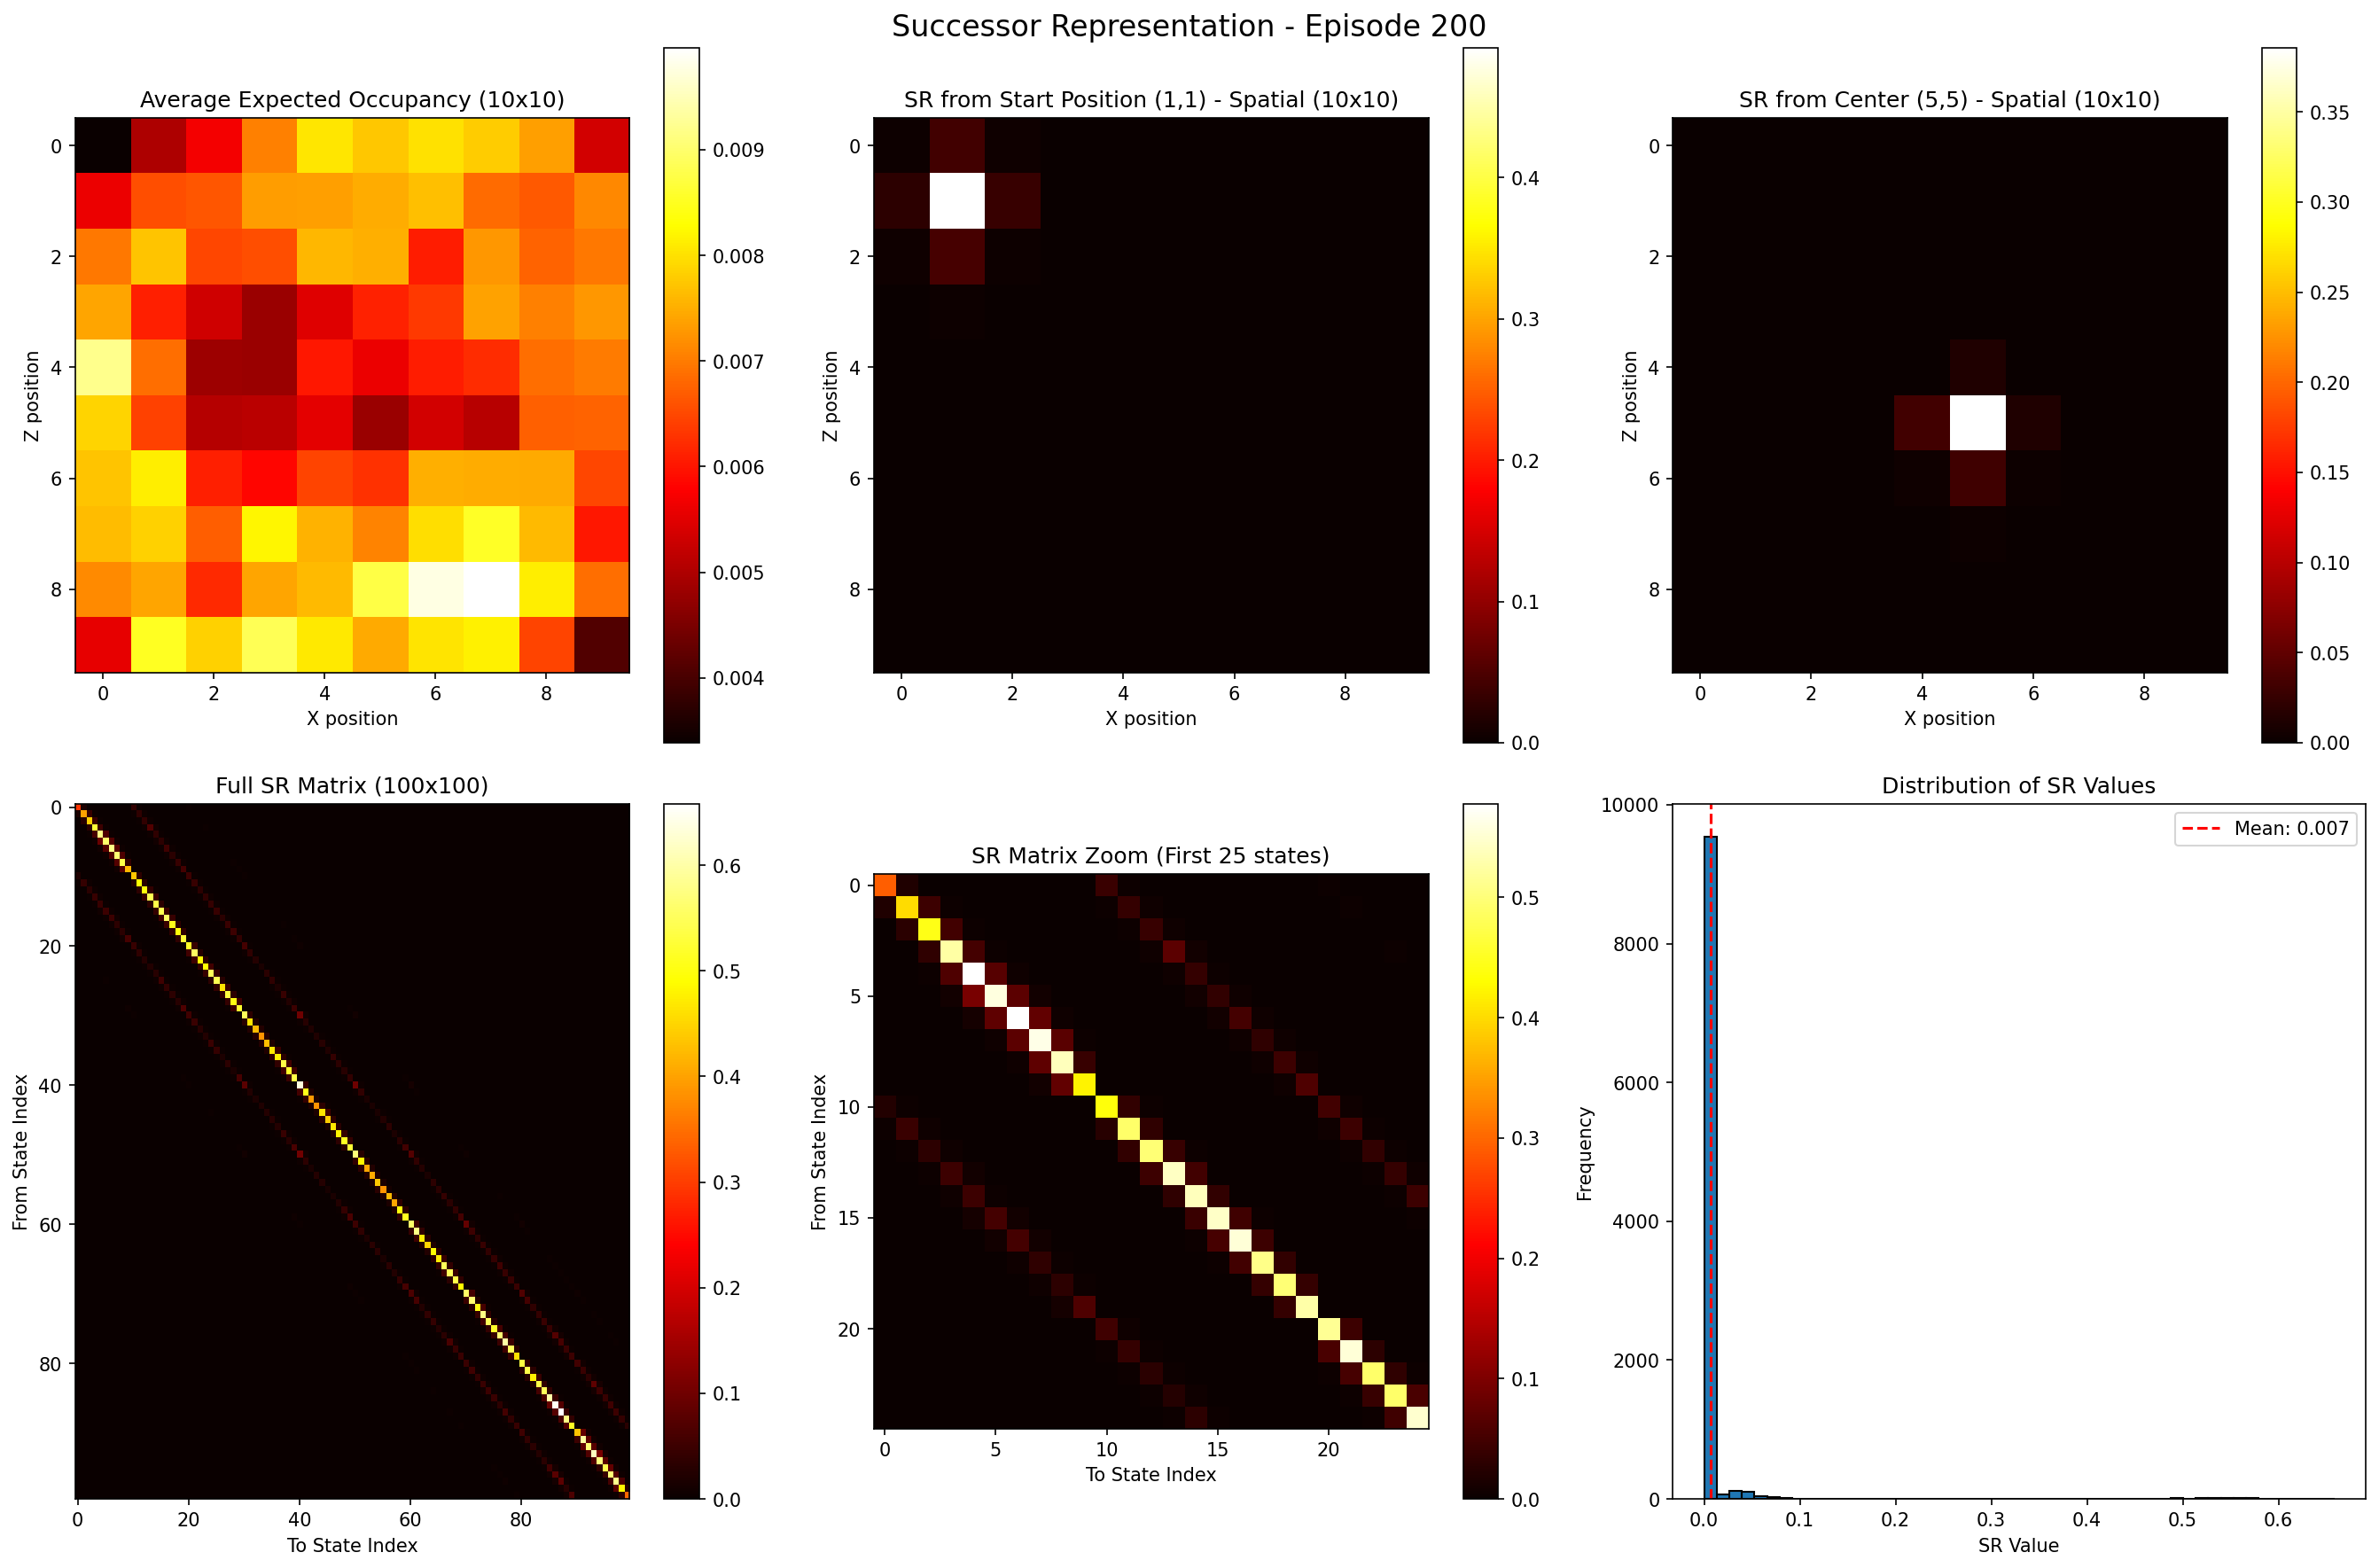 Successor Representation - Episode 200
Average Expected Occupancy (10x10)
0
2
4
6
8
Z position
0 2 4 6 8
X position
0.009
0.008
0.007
0.006
0.005
0.004
SR from Start Position (1,1) - Spatial (10x10)
0
2
4
6
8
Z position
0 2 4 6 8
X position
0.4
0.3
0.2
0.1
0.0
SR from Center (5,5) - Spatial (10x10)
0
2
4
6
8
Z position
0 2 4 6 8
X position
0.35
0.30
0.25
0.20
0.15
0.10
0.05
0.00
Full SR Matrix (100x100)
0
20
40
60
80
From State Index
0 20 40 60 80
To State Index
0.6
0.5
0.4
0.3
0.2
0.1
0.0
SR Matrix Zoom (First 25 states)
0
5
10
15
20
From State Index
0 5 10 15 20
To State Index
0.5
0.4
0.3
0.2
0.1
0.0
Distribution of SR Values
Mean: 0.007
10000
8000
6000
4000
2000
0
Frequency
0.0 0.1 0.2 0.3 0.4 0.5 0.6
SR Value